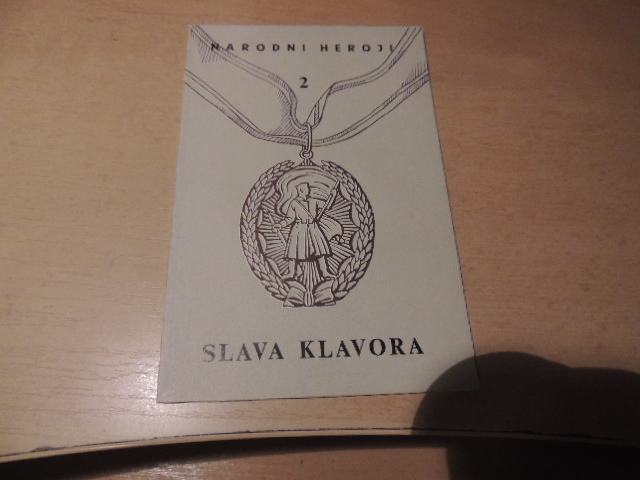 NARODNI HEROJI
2
SLAVA KLAVORA